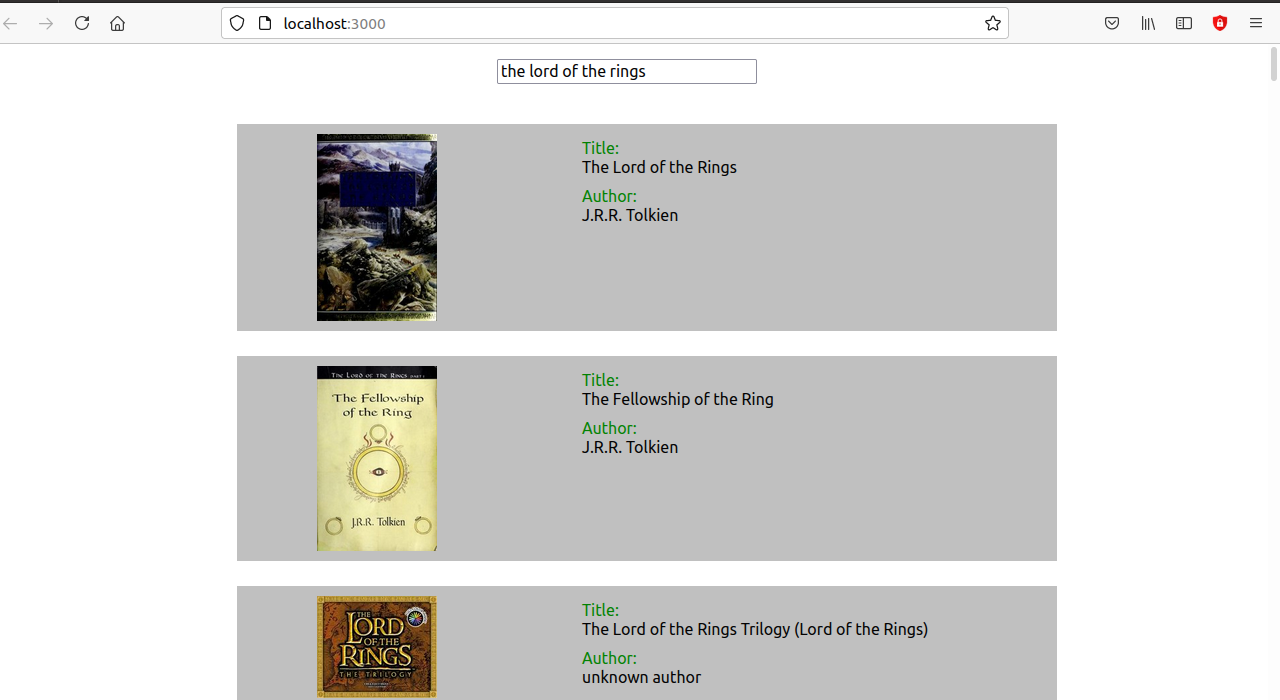 localhost:3000
the lord of the rings
Title:
The Lord of the Rings
Author:
J.R.R. Tolkien
THE LORD OF THE RINGS
The Fellowship
of the Ring
J.R.R. Tolkien
Title:
The Fellowship of the Ring
Author:
J.R.R. Tolkien
THE
LORD
OF THE
RINGS
THE TRILOGY
Title:
The Lord of the Rings Trilogy (Lord of the Rings)
Author:
unknown author